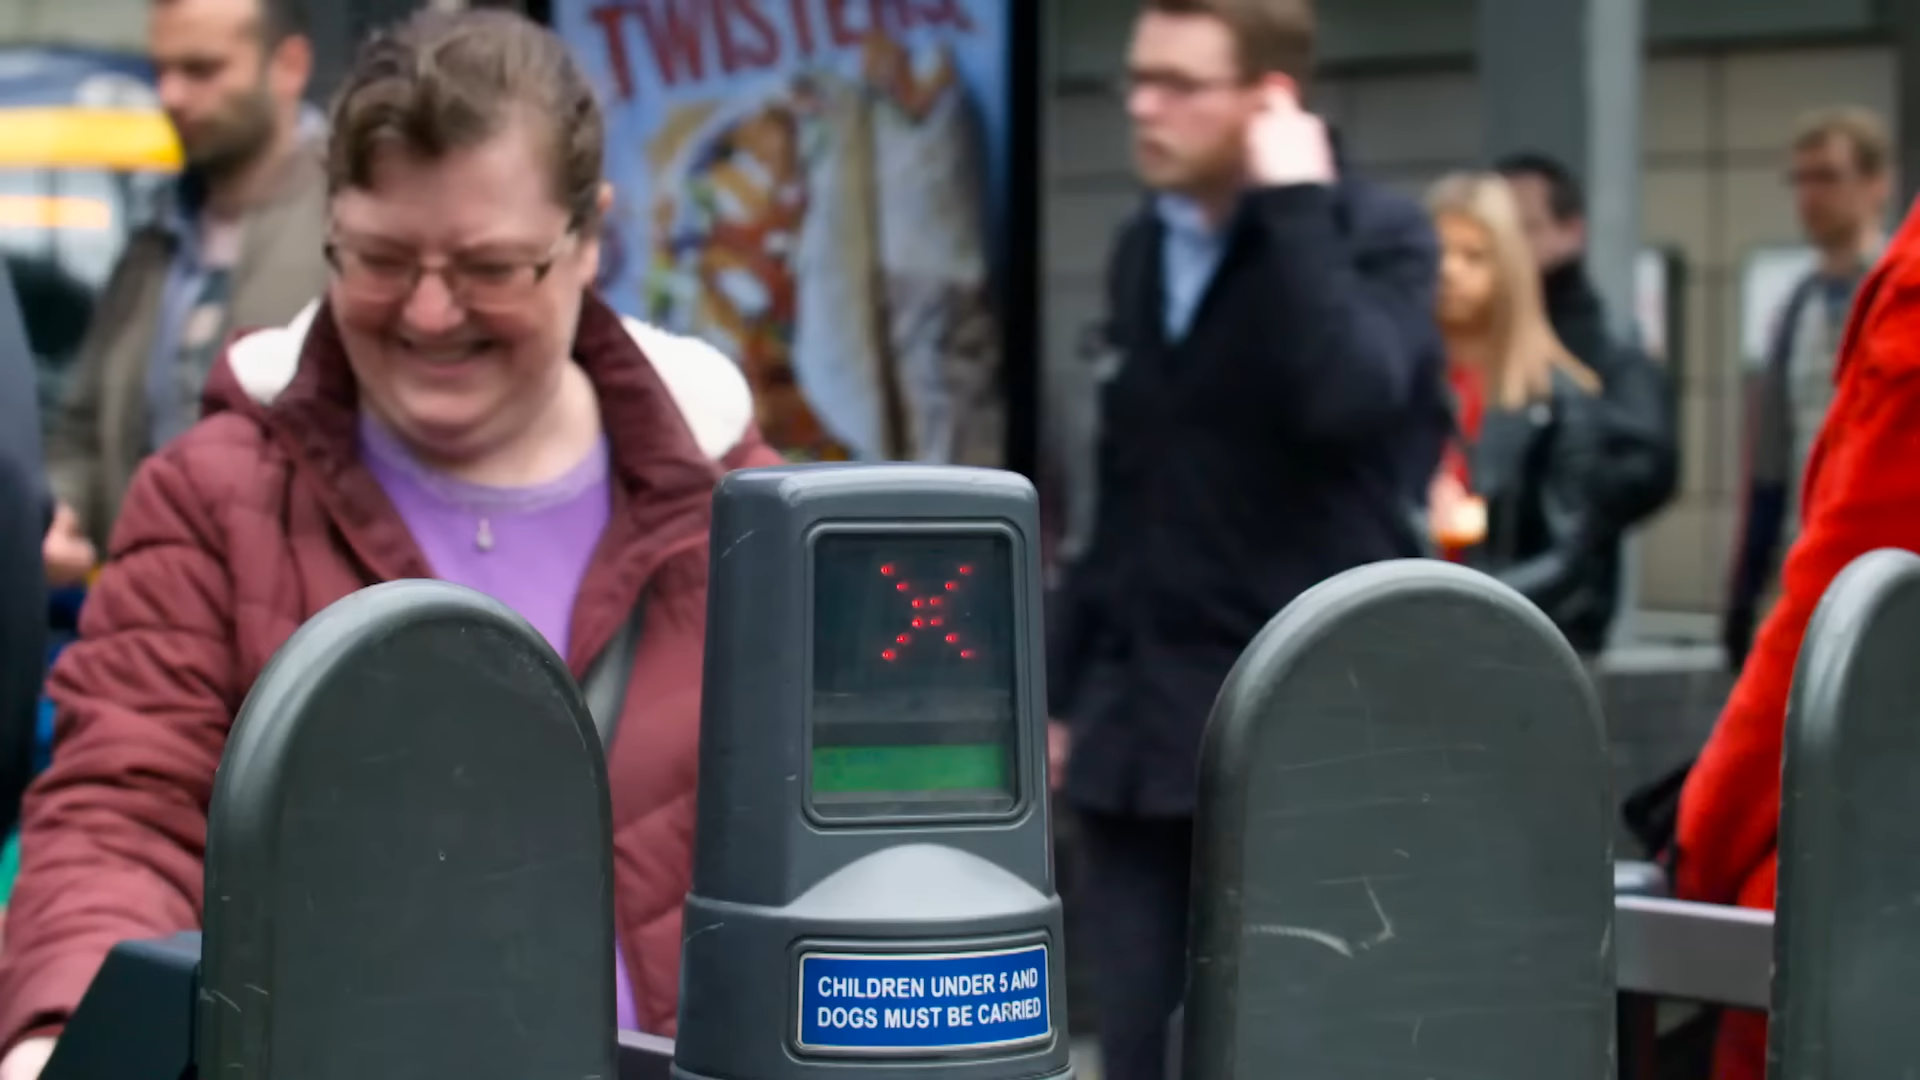 TWISTERS
CHILDREN UNDER 5 AND
DOGS MUST BE CARRIED